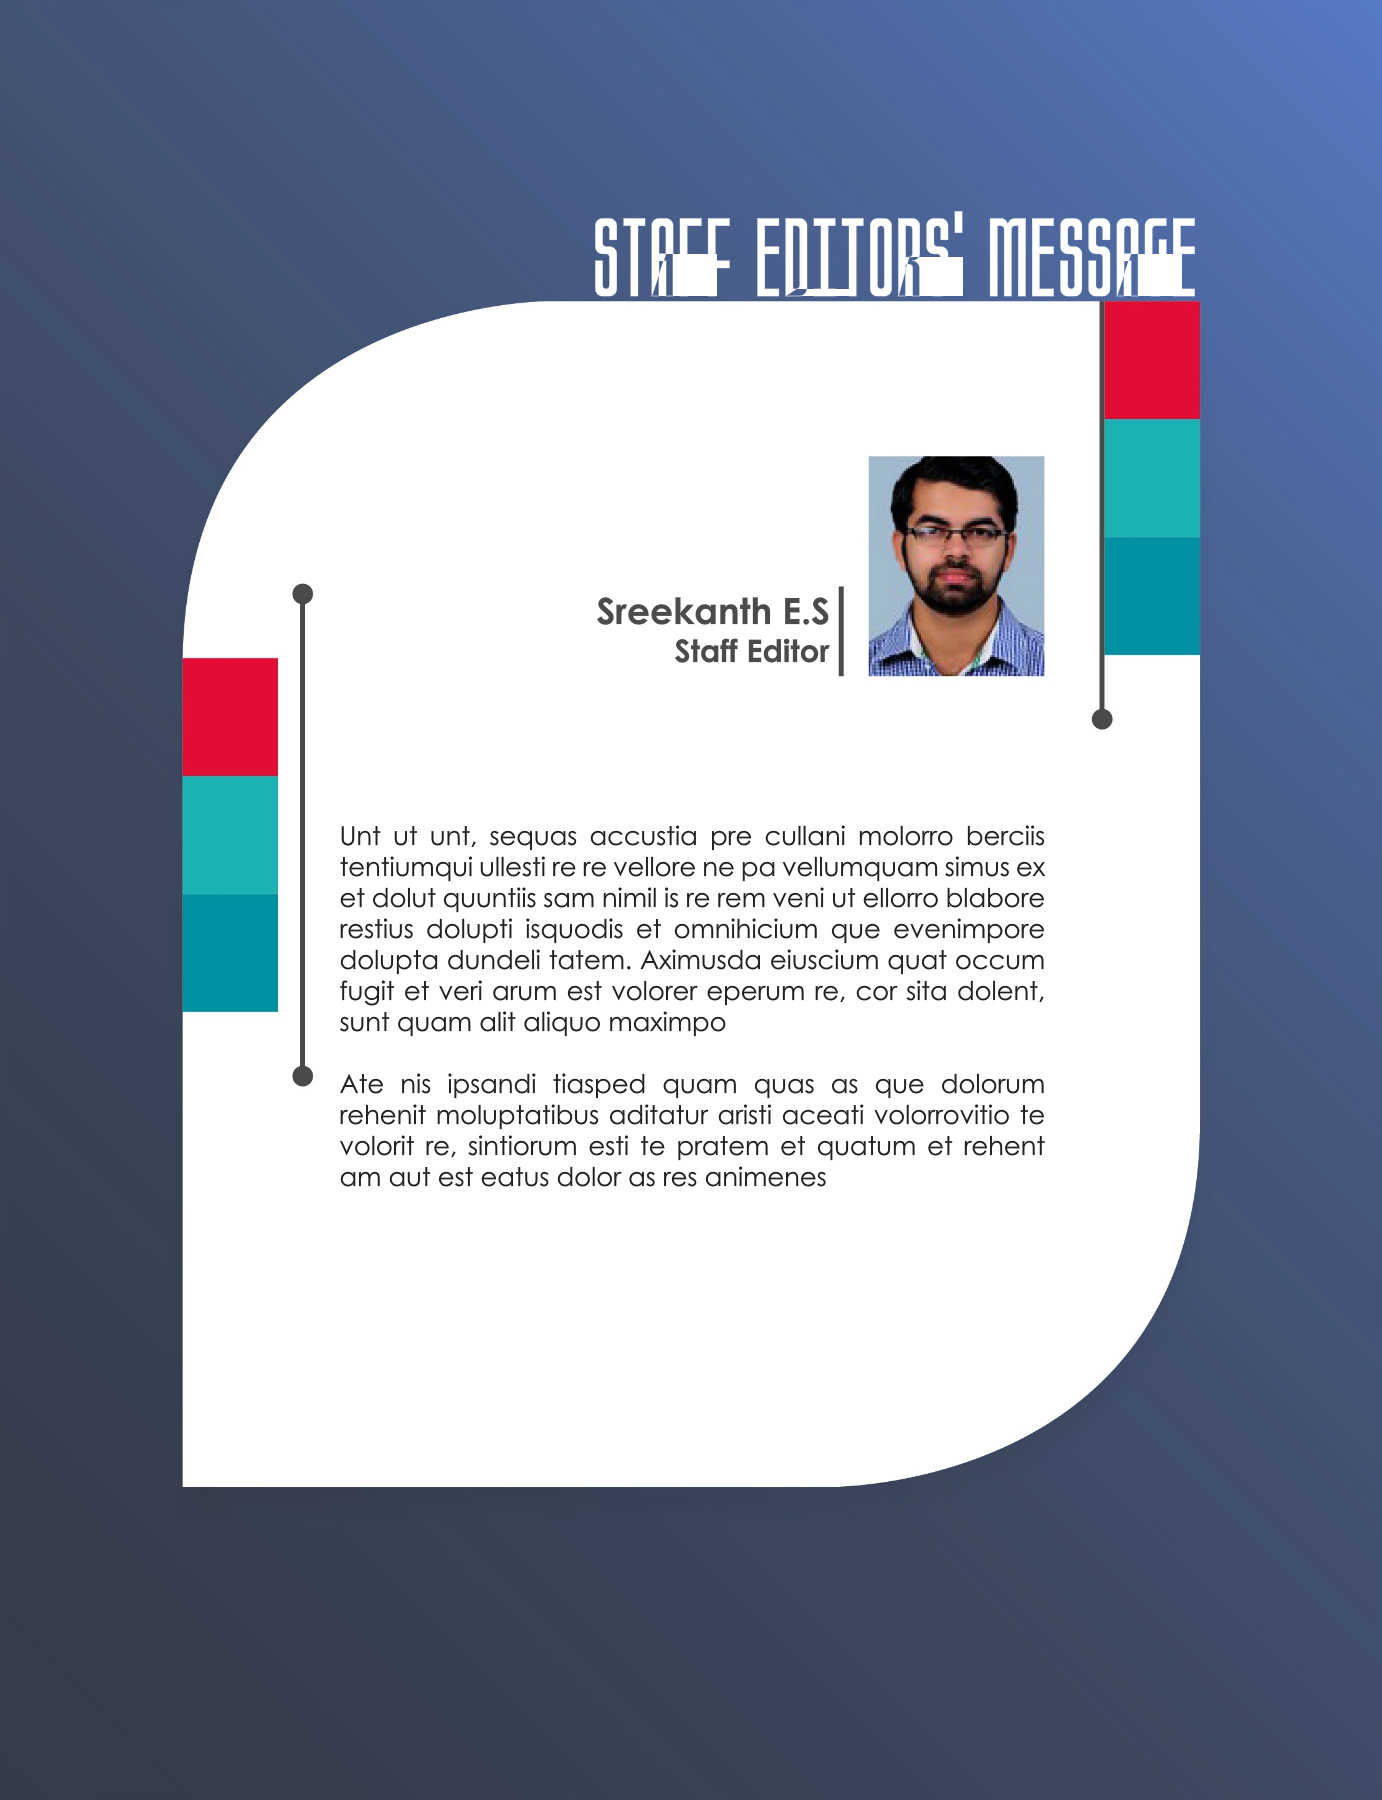 STAFF EDITORS' MESSAGE
Sreekanth E.S
Staff Editor
Unt ut unt, sequas accustia pre cullani molorro berciis
tentiumqui ullesti re re vellore ne pa vellumquam simus ex
et dolut quuntiis sam nimil is re rem veni ut ellorro blabore
restius dolupti isquodis et omnihicium que evenimpore
dolupta dundeli tatem. Aximusda eiuscium quat occum
fugit et veri arum est volorer eperum re, cor sita dolent,
sunt quam alit aliquo maximpo
Ate nis ipsandi tiasped quam quas as que dolorum
rehenit moluptatibus aditatur aristi aceati volorrovitio te
volorit re, sintiorum esti te pratem et quatum et rehent
am aut est eatus dolor as res animenes